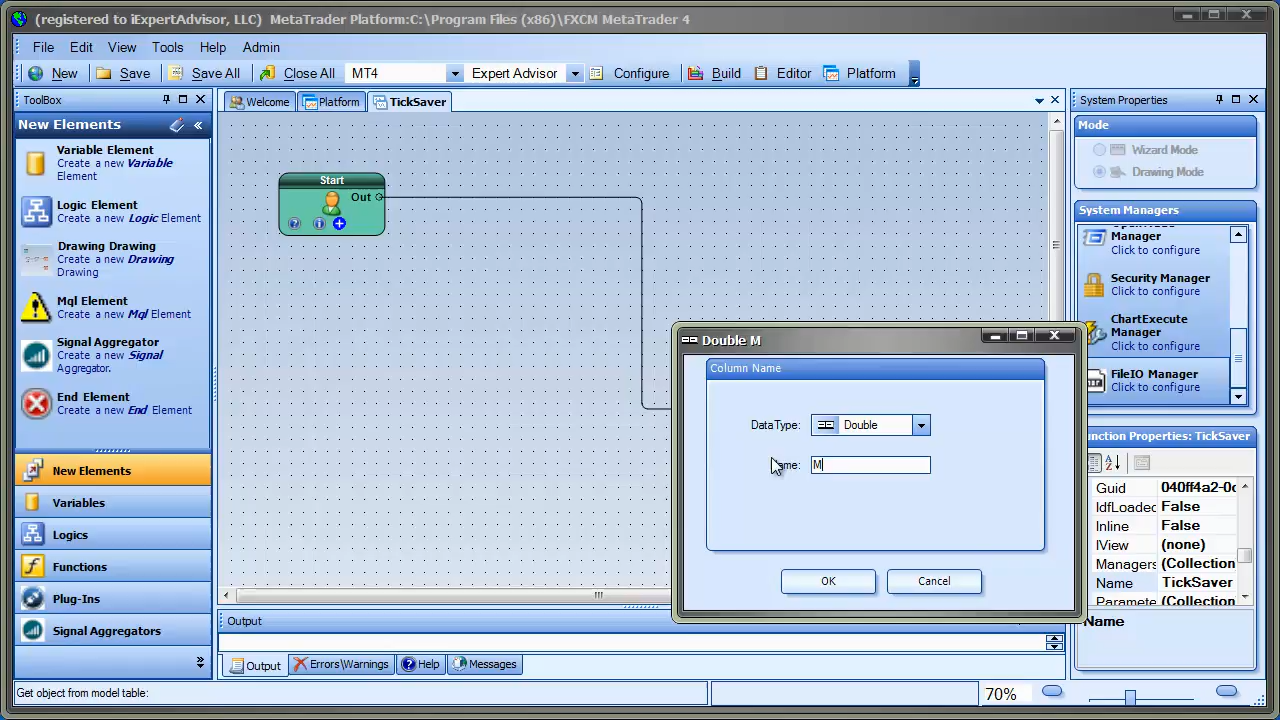 (registered to iExpertAdvisor, LLC) MetaTrader Platform:C:\Program Files (x86)\FXCM MetaTrader 4
File Edit View Tools Help Admin
New Save Save All Close All MT4 Expert Advisor Configure Build Editor Platform
ToolBox
Welcome Platform TickSaver
System Properties
New Elements
Variable Element
Create a new Variable
Element
Logic Element
Create a new Logic Element
Drawing Drawing
Create a new Drawing
Drawing
Mql Element
Create a new Mql Element
Signal Aggregator
Create a new Signal
Aggregator.
End Element
Create a new End Element
New Elements
Variables
Logics
Functions
Plug-Ins
Signal Aggregators
Start
Out
Double M
Column Name
DataType: Double
ame: M
OK Cancel
Mode
Wizard Mode
Drawing Mode
System Managers
Manager
Click to configure
Security Manager
Click to configure
ChartExecute
Manager
Click to configure
FileIO Manager
Click to configure
unction Properties: TickSaver
Guid 040ff4a2-0c
IdfLoaded False
Inline False
IView (none)
Managers (Collection
Name TickSaver
Parameter (Collection
Name
Output
Output Errors\Warnings Help Messages
Get object from model table:
70%